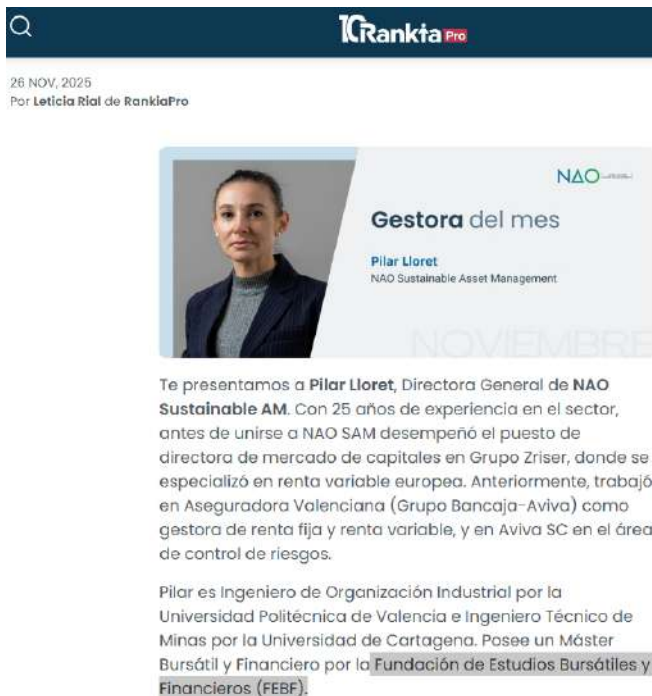 RankiaPro
26 NOV, 2025
Por Leticia Rial de RankiaPro
NAO
Gestora del mes
Pilar Lloret
NAO Sustainable Asset Management
NOVIEMBRE
Te presentamos a Pilar Lloret, Directora General de NAO
Sustainable AM. Con 25 años de experiencia en el sector,
antes de unirse a NAO SAM desempeñó el puesto de
directora de mercado de capitales en Grupo Zriser, donde se
especializó en renta variable europea. Anteriormente, trabajó
en Aseguradora Valenciana (Grupo Bancaja-Aviva) como
gestora de renta fija y renta variable, y en Aviva SC en el área
de control de riesgos.
Pilar es Ingeniero de Organización Industrial por la
Universidad Politécnica de Valencia e Ingeniero Técnico de
Minas por la Universidad de Cartagena. Posee un Máster
Bursátil y Financiero por la Fundación de Estudios Bursátiles y
Financieros (FEBF).